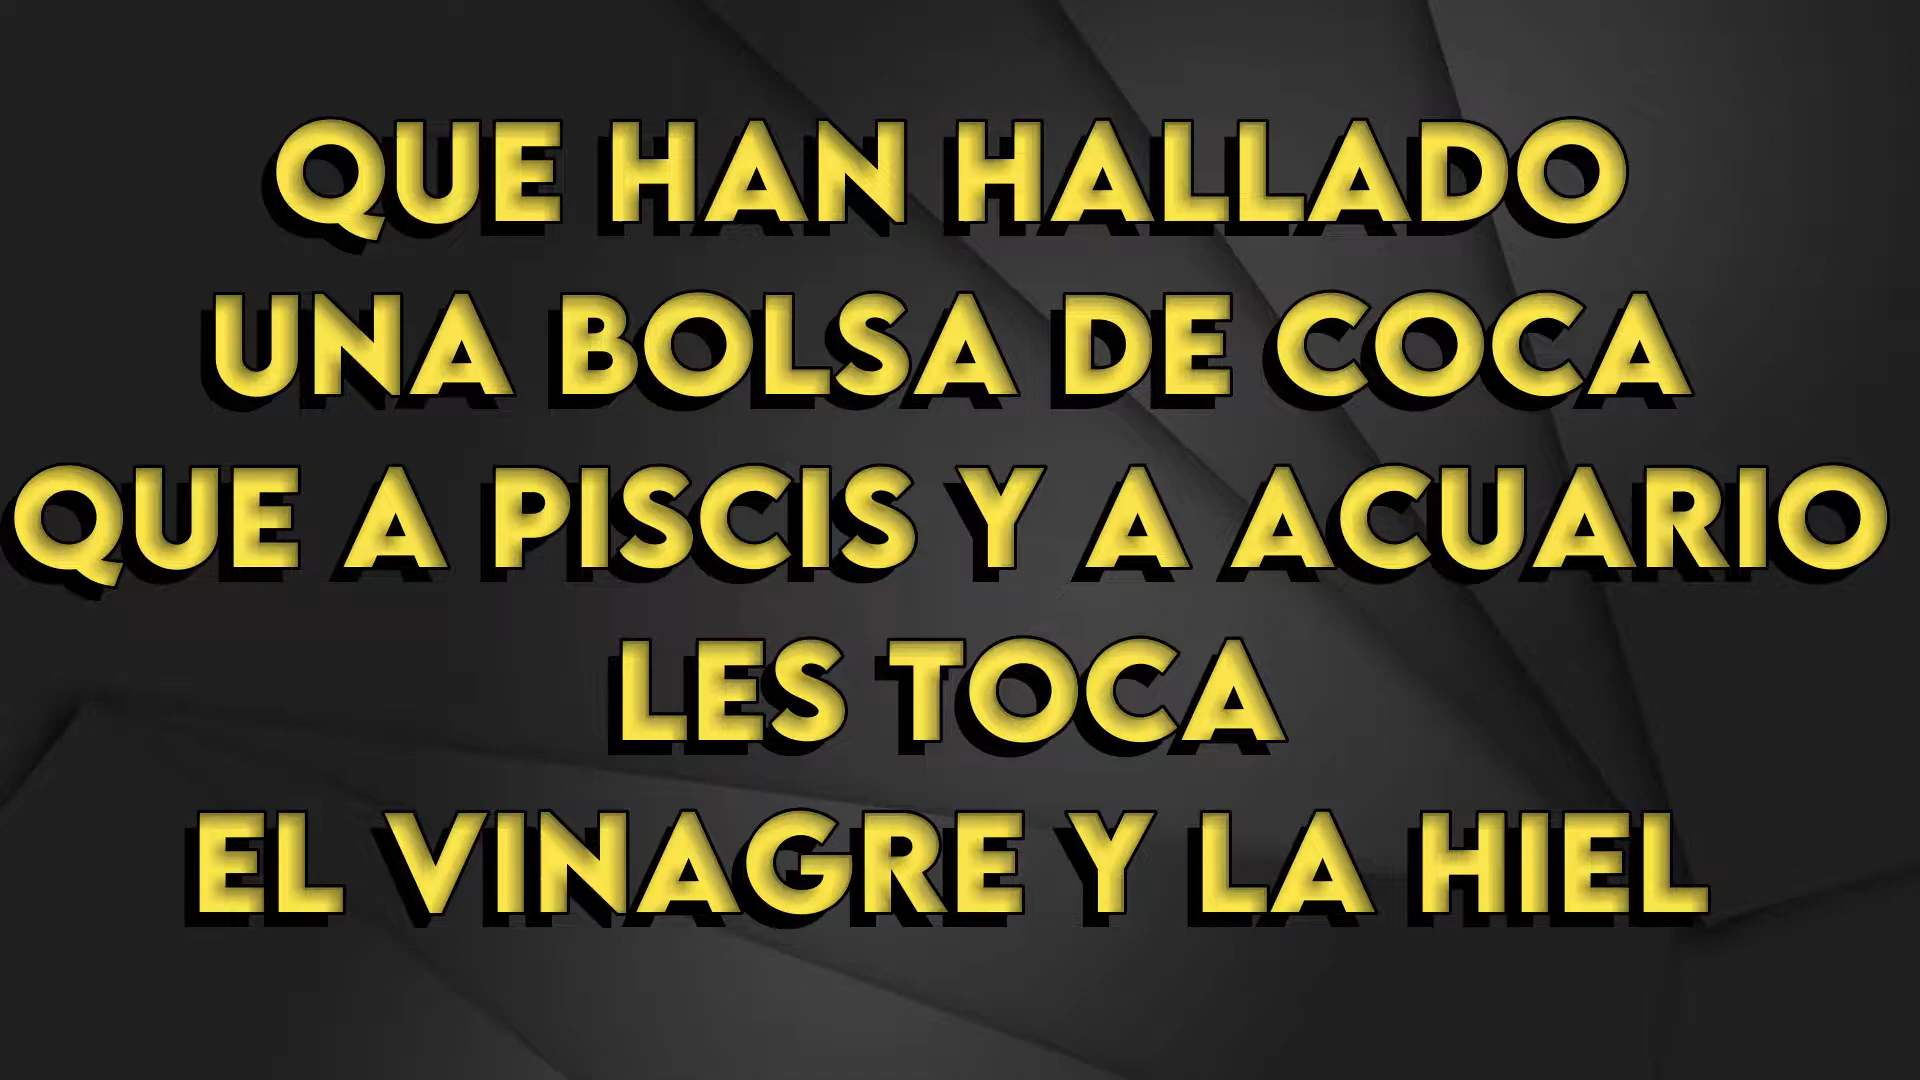 QUE HAN HALLADO
UNA BOLSA DE COCA
QUE A PISCIS Y A ACUARIO
LES TOCA
EL VINAGRE Y LA HIEL